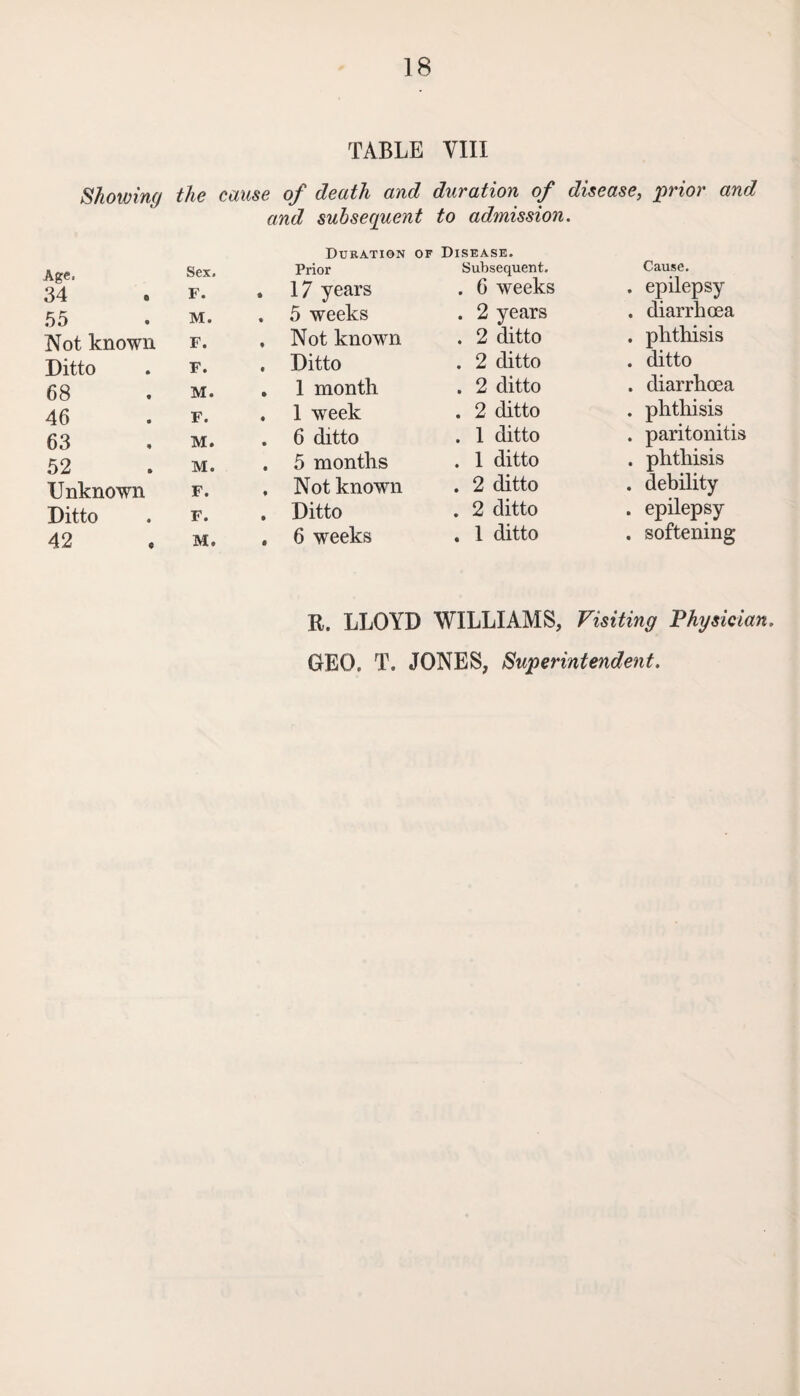 18
TABLE VIII
Showing the cause of death and duration of disease, prior and
and subsequent to admission.
DURATION OF DISEASE.
Age. Sex. Prior Subsequent. Cause.
34 . F. . 17 years . 6 weeks . epilepsy
55 . M. . 5 weeks . 2 years . diarrhœa
Not known F. . Not known . 2 ditto . phthisis
Ditto . F. . Ditto . 2 ditto . ditto
68 . M. . 1 month . 2 ditto . diarrhœa
46 . F. . 1 week . 2 ditto . phthisis
63 . M. . 6 ditto . 1 ditto . paritonitis
52 . M. . 5 months . 1 ditto . phthisis
Unknown F. . Not known . 2 ditto . debility
Ditto . F. . Ditto . 2 ditto . epilepsy
42 . M. . 6 weeks . 1 ditto . softening
R. LLOYD WILLIAMS, Visiting Physician.
GEO. T. JONES, Superintendent.